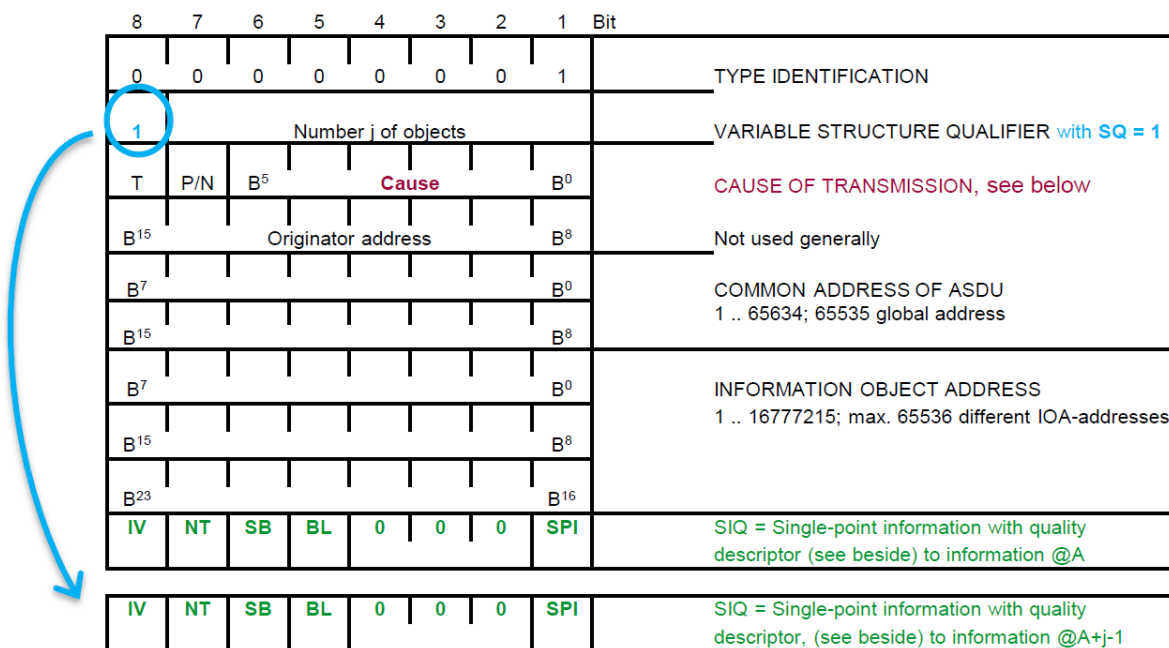 8 7 6 5 4 3 2 1 Bit
0 0 0 0 0 0 0 1 TYPE IDENTIFICATION
1 Number j of objects VARIABLE STRUCTURE QUALIFIER with SQ = 1
T P/N B⁵ Cause B⁰ CAUSE OF TRANSMISSION, see below
B¹⁵ Originator address B⁸ Not used generally
B⁷ B⁰ COMMON ADDRESS OF ASDU
1 .. 65634; 65535 global address
B¹⁵ B⁸
B⁷ B⁰ INFORMATION OBJECT ADDRESS
1 .. 16777215; max. 65536 different IOA-addresses
B¹⁵ B⁸
B²³ B¹⁶
IV NT SB BL 0 0 0 SPI SIQ = Single-point information with quality
descriptor (see beside) to information @A
IV NT SB BL 0 0 0 SPI SIQ = Single-point information with quality
descriptor, (see beside) to information @A+j-1